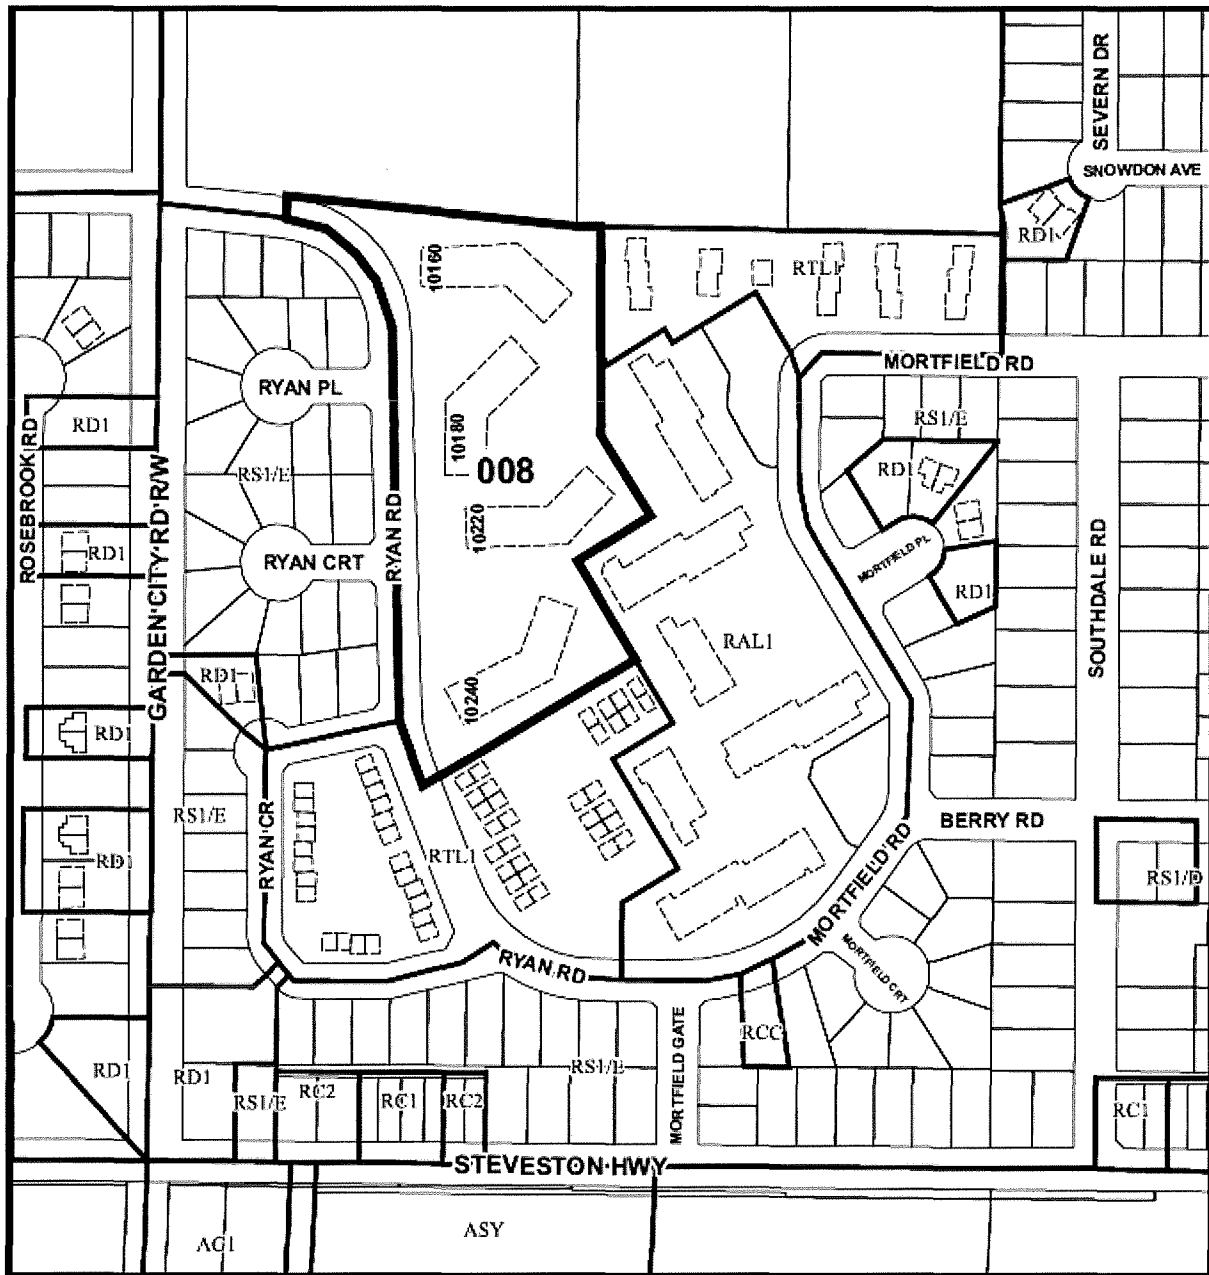 SEVERN DR
SNOWDON AVE
RD1
10160
RTL1
MORTFIELD RD
RYAN PL
RD1
ROSEBROOK RD
RS1/E
10180
008
RS1/E
RD1
GARDEN CITY RD R/W
RYAN RD
10220
RD1
RYAN CRT
MORTFIELD PL
RD1
SOUTHDALE RD
RAL1
RD1
10240
RD1
RS1/E
RYAN CR
RTL1
BERRY RD
RD1
RS1/D
MORTFIELD RD
RYAN RD
MORTFIELD CRT
MORTFIELD GATE
RCC
RD1
RD1
RS1/E
RC2
RC1
RC2
RS1/E
RC1
STEVESTON HWY
AG1
ASY